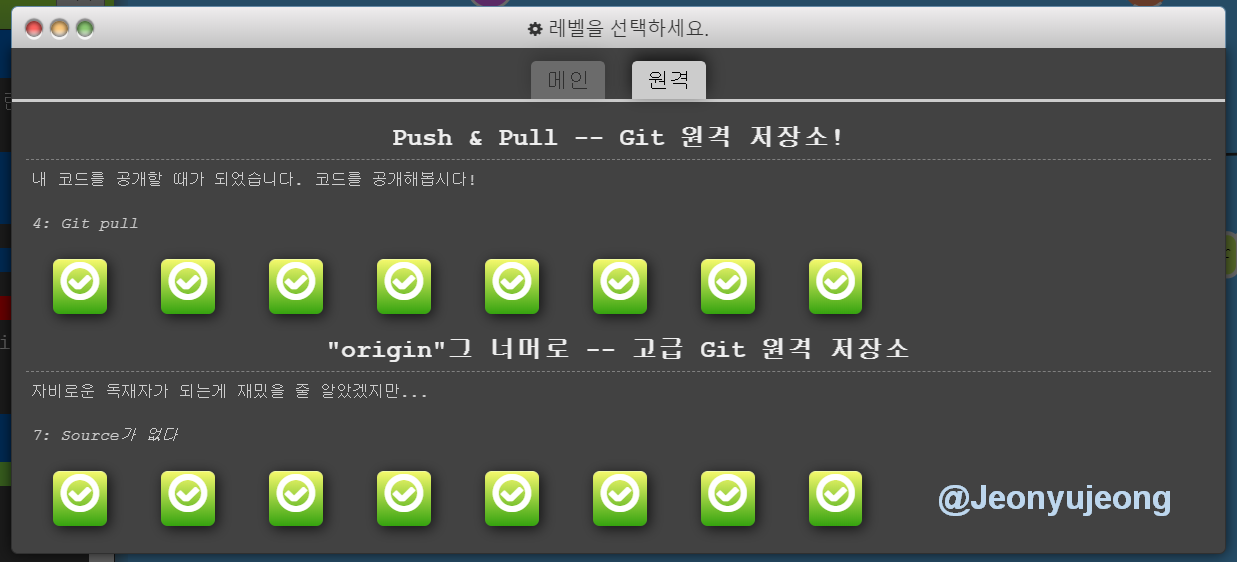 레벨을 선택하세요.
메인 원격
Push & Pull -- Git 원격 저장소!
내 코드를 공개할 때가 되었습니다. 코드를 공개해봅시다!
4: Git pull
"origin"그 너머로 -- 고급 Git 원격 저장소
자비로운 독재자가 되는게 재밌을 줄 알았겠지만...
7: Source가 없다
@Jeonyujeong